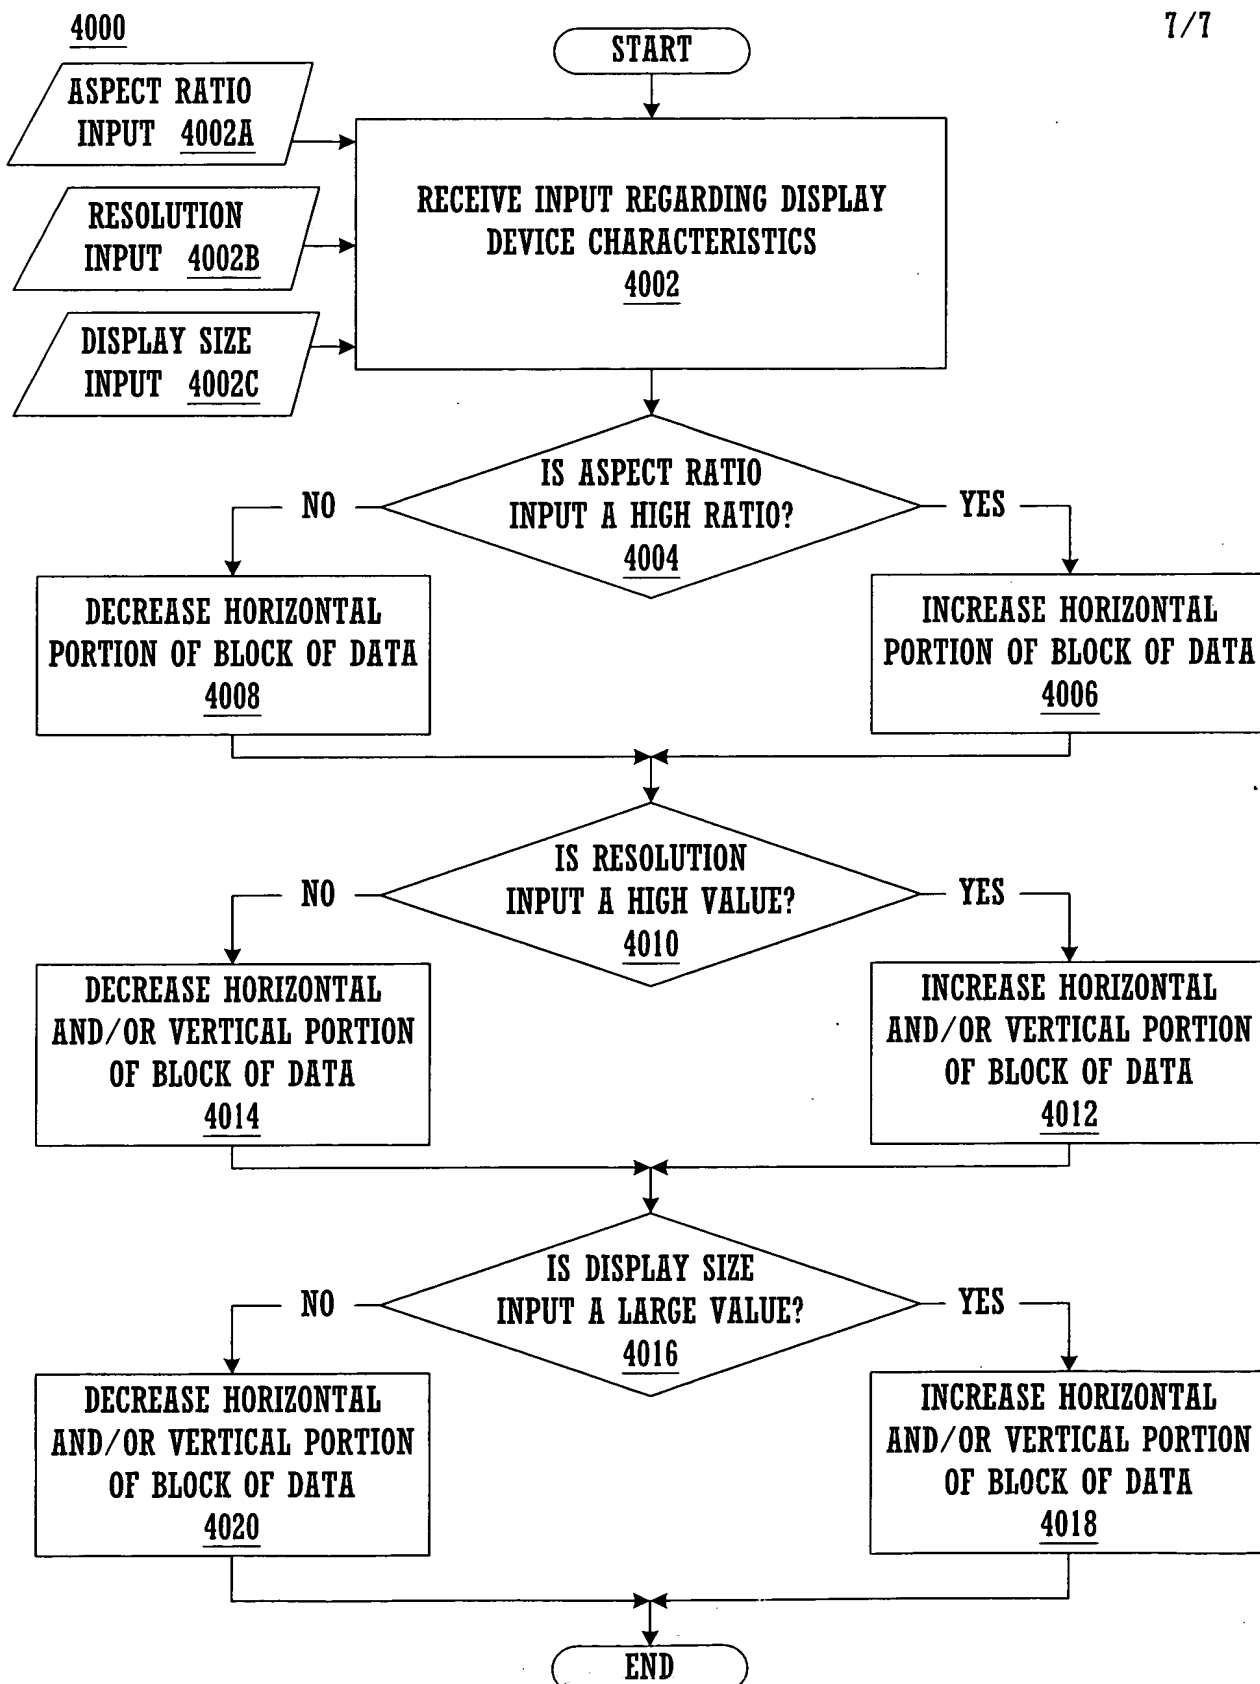 4000
7/7
START
ASPECT RATIO
INPUT 4002A
RESOLUTION
INPUT 4002B
DISPLAY SIZE
INPUT 4002C
RECEIVE INPUT REGARDING DISPLAY
DEVICE CHARACTERISTICS
4002
IS ASPECT RATIO
INPUT A HIGH RATIO?
4004
NO
YES
DECREASE HORIZONTAL
PORTION OF BLOCK OF DATA
4008
INCREASE HORIZONTAL
PORTION OF BLOCK OF DATA
4006
IS RESOLUTION
INPUT A HIGH VALUE?
4010
NO
YES
DECREASE HORIZONTAL
AND/OR VERTICAL PORTION
OF BLOCK OF DATA
4014
INCREASE HORIZONTAL
AND/OR VERTICAL PORTION
OF BLOCK OF DATA
4012
IS DISPLAY SIZE
INPUT A LARGE VALUE?
4016
NO
YES
DECREASE HORIZONTAL
AND/OR VERTICAL PORTION
OF BLOCK OF DATA
4020
INCREASE HORIZONTAL
AND/OR VERTICAL PORTION
OF BLOCK OF DATA
4018
END